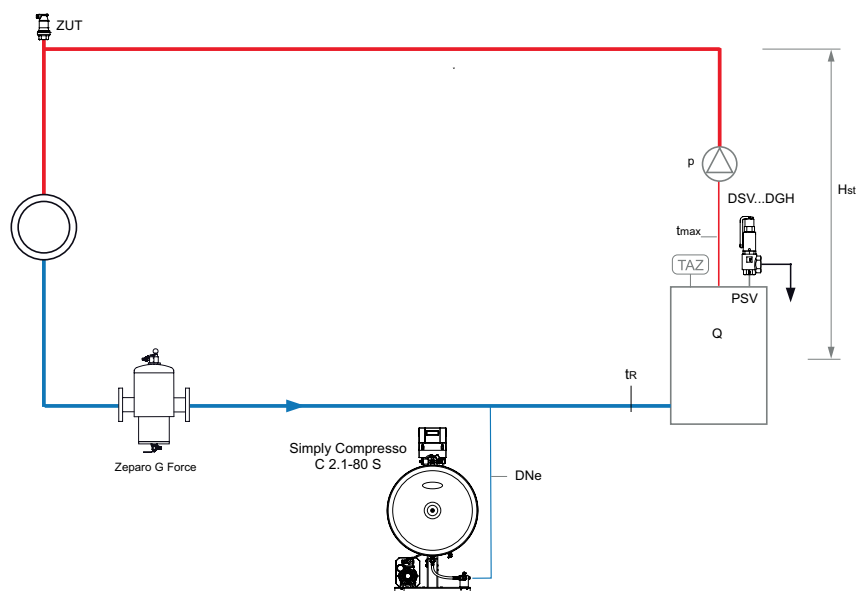 ZUT
p
Hst
DSV...DGH
tmax
TAZ
PSV
Q
tR
Simply Compresso
C 2.1-80 S
DNe
Zeparo G Force